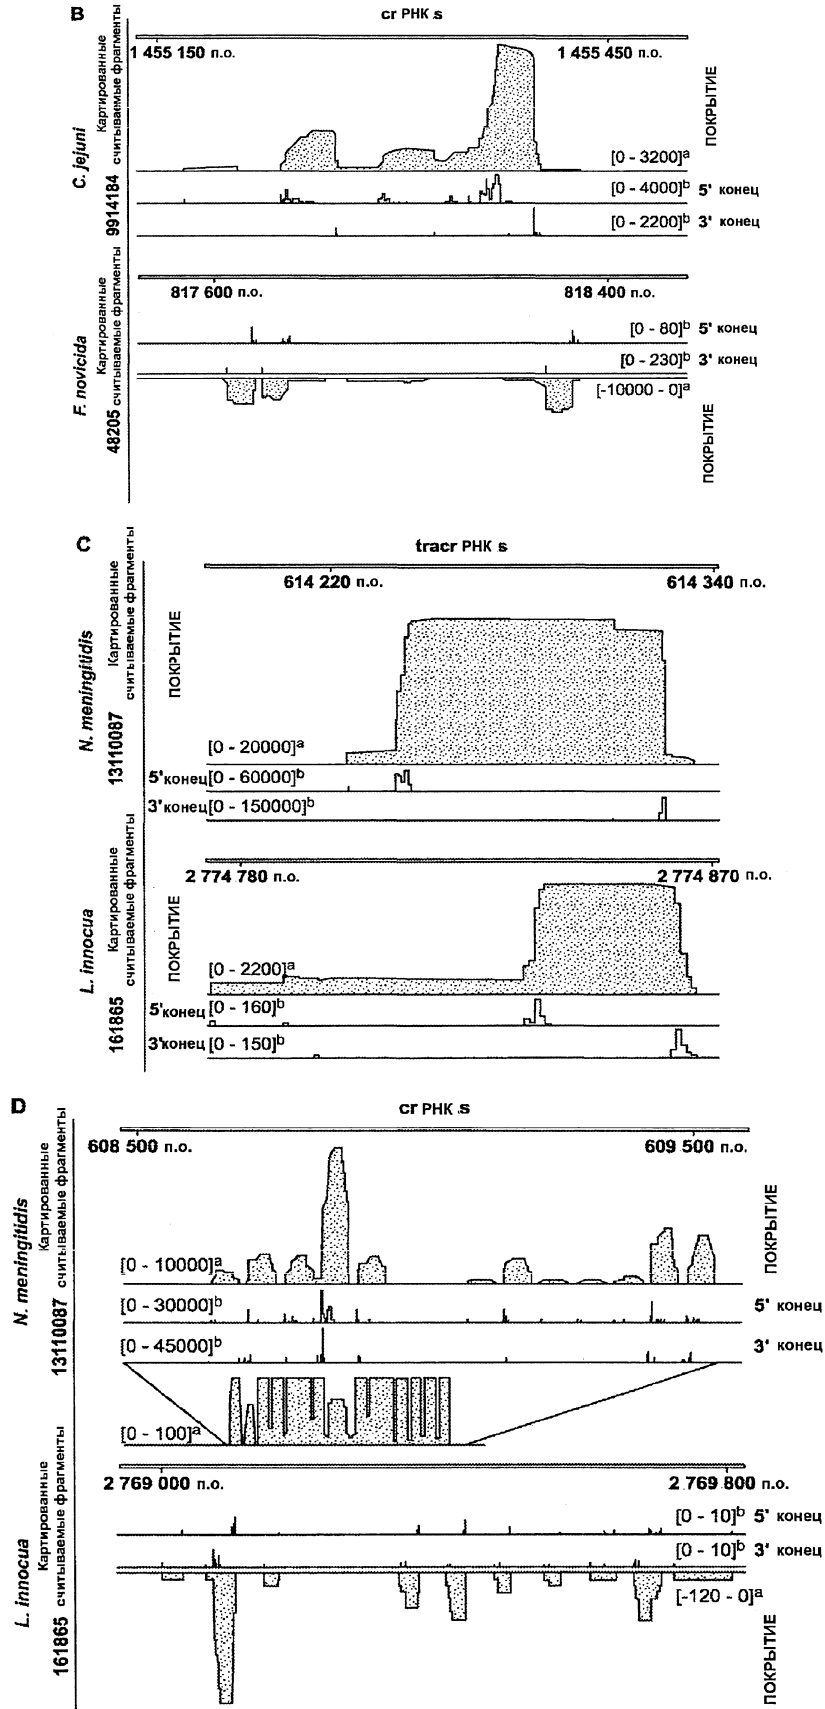 B
cr РНК s
1 455 150 п.о.
1 455 450 п.о.
C. jejuni
9914184
Картированные
считываемые фрагменты
ПОКРЫТИЕ
[0 - 3200]a
[0 - 4000]b 5' конец
[0 - 2200]b 3' конец
817 600 п.о.
818 400 п.о.
F. novicida
48205
Картированные
считываемые фрагменты
[0 - 80]b 5' конец
[0 - 230]b 3' конец
[-10000 - 0]a
ПОКРЫТИЕ
C
tracr РНК s
614 220 п.о.
614 340 п.о.
N. meningitidis
13110087
Картированные
считываемые фрагменты
ПОКРЫТИЕ
[0 - 20000]a
5'конец[0 - 60000]b
3'конец[0 - 150000]b
2 774 780 п.о.
2 774 870 п.о.
L. innocua
161865
Картированные
считываемые фрагменты
ПОКРЫТИЕ
[0 - 2200]a
5'конец[0 - 160]b
3'конец[0 - 150]b
D
cr РНК s
608 500 п.о.
609 500 п.о.
N. meningitidis
13110087
Картированные
считываемые фрагменты
ПОКРЫТИЕ
[0 - 10000]a
[0 - 30000]b 5' конец
[0 - 45000]b 3' конец
[0 - 100]a
2 769 000 п.о.
2 769 800 п.о.
L. innocua
161865
Картированные
считываемые фрагменты
[0 - 10]b 5' конец
[0 - 10]b 3' конец
[-120 - 0]a
ПОКРЫТИЕ